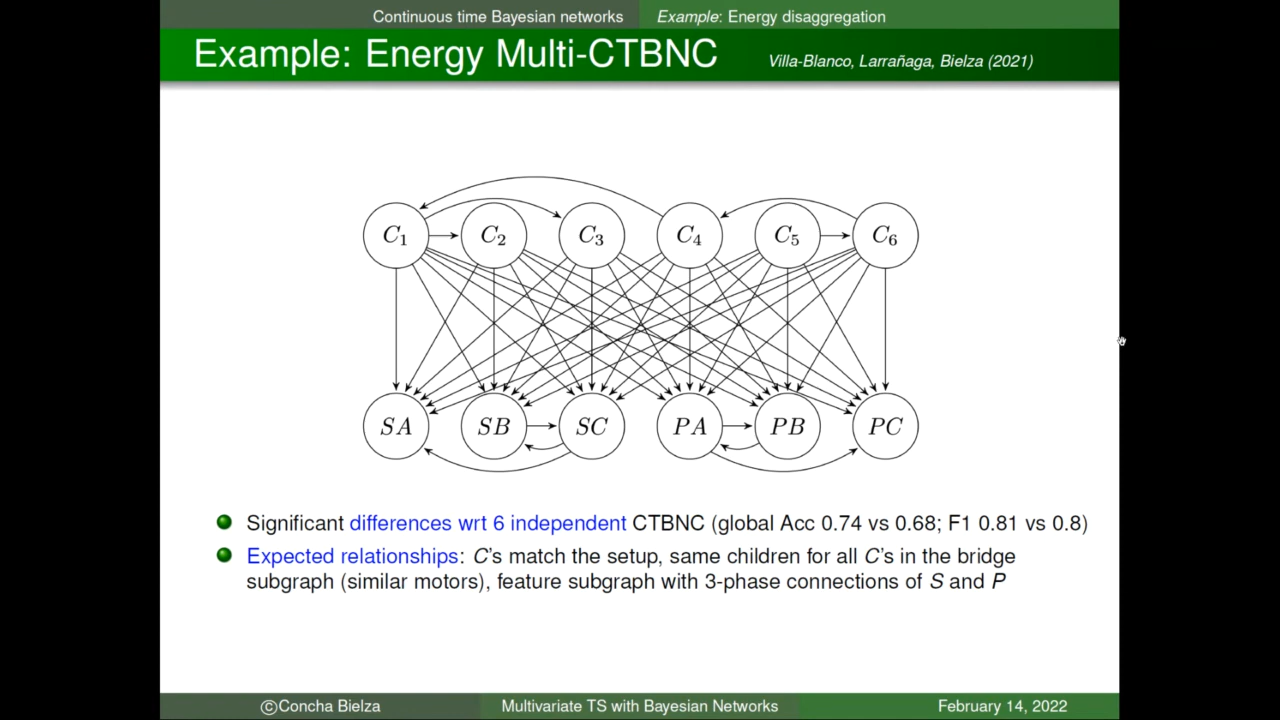 Continuous time Bayesian networks Example: Energy disaggregation
Example: Energy Multi-CTBNC Villa-Blanco, Larrañaga, Bielza (2021)
C1 C2 C3 C4 C5 C6
SA SB SC PA PB PC
Significant differences wrt 6 independent CTBNC (global Acc 0.74 vs 0.68; F1 0.81 vs 0.8)
Expected relationships: C's match the setup, same children for all C's in the bridge
subgraph (similar motors), feature subgraph with 3-phase connections of S and P
©Concha Bielza Multivariate TS with Bayesian Networks February 14, 2022